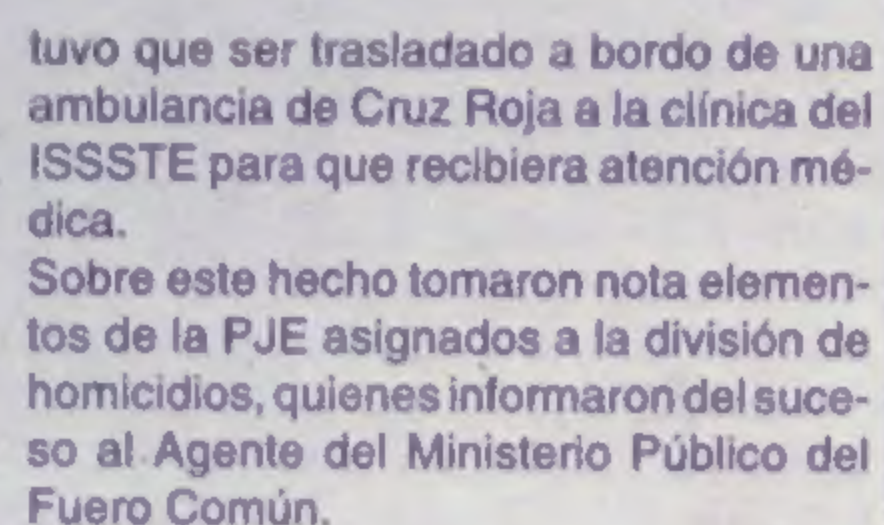 tuvo que ser trasladado a bordo de una
ambulancia de Cruz Roja a la clínica del
ISSSTE para que recibiera atención mé-
dica.
Sobre este hecho tomaron nota elemen-
tos de la PJE asignados a la división de
homicidios, quienes informaron del suce-
so al Agente del Ministerio Público del
Fuero Común.